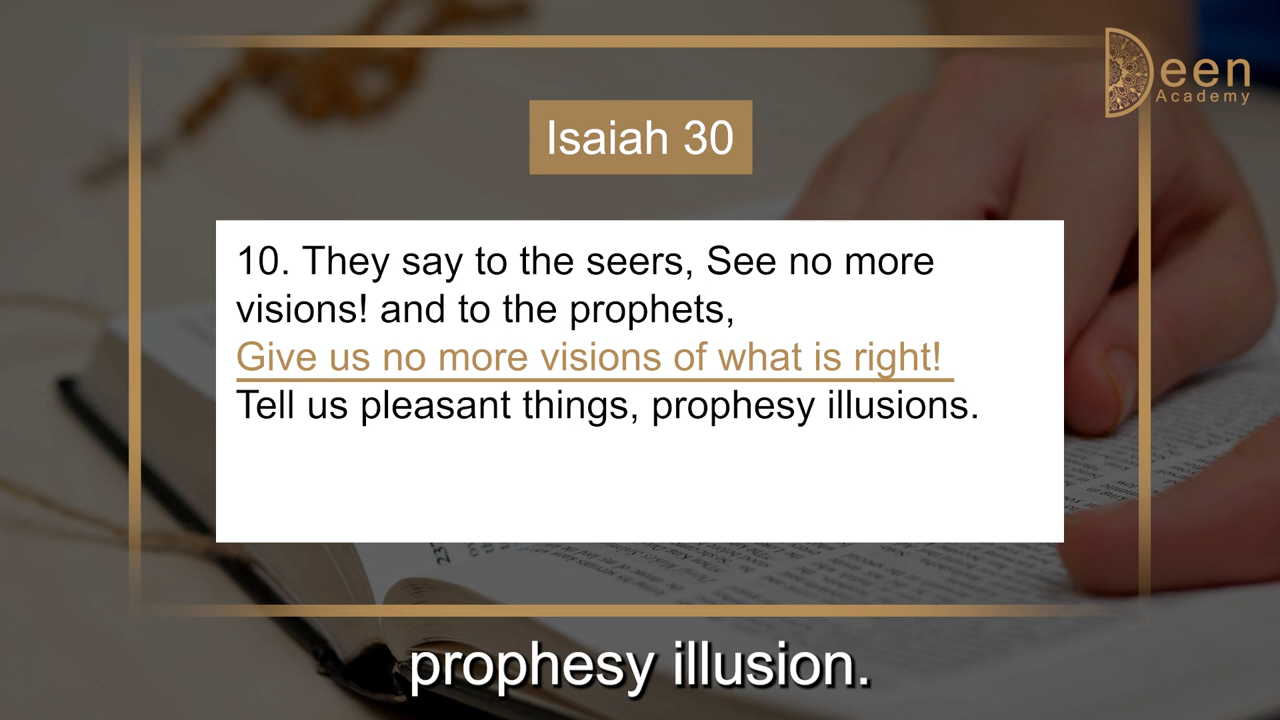 Deen
Academy
Isaiah 30
10. They say to the seers, See no more
visions! and to the prophets,
Give us no more visions of what is right!
Tell us pleasant things, prophesy illusions.
prophesy illusion.